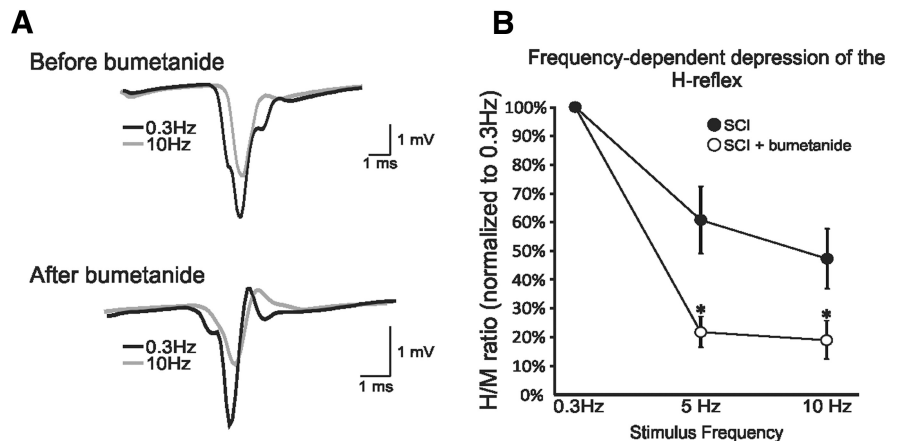 A
Before bumetanide
0.3Hz
10Hz
1 mV
1 ms
After bumetanide
0.3Hz
10Hz
1 mV
1 ms
B
Frequency-dependent depression of the
H-reflex
H/M ratio (normalized to 0.3Hz)
100%
90%
80%
70%
60%
50%
40%
30%
20%
10%
0%
SCI
SCI + bumetanide
*
*
0.3Hz
5 Hz
10 Hz
Stimulus Frequency